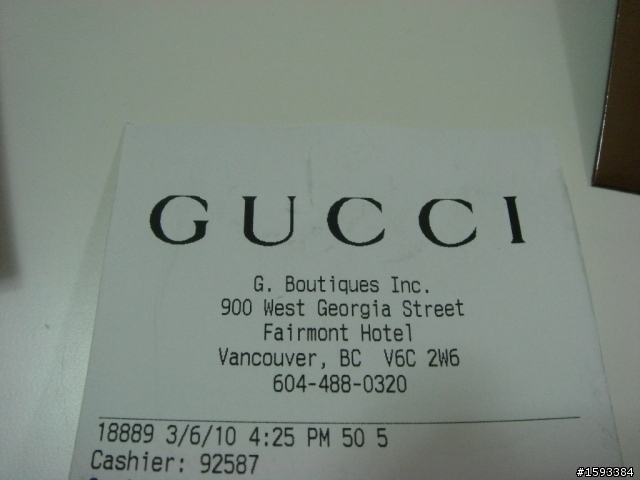 GUCCI
G. Boutiques Inc.
900 West Georgia Street
Fairmont Hotel
Vancouver, BC V6C 2W6
604-488-0320
18889 3/6/10 4:25 PM 50 5
Cashier: 92587
#1593384